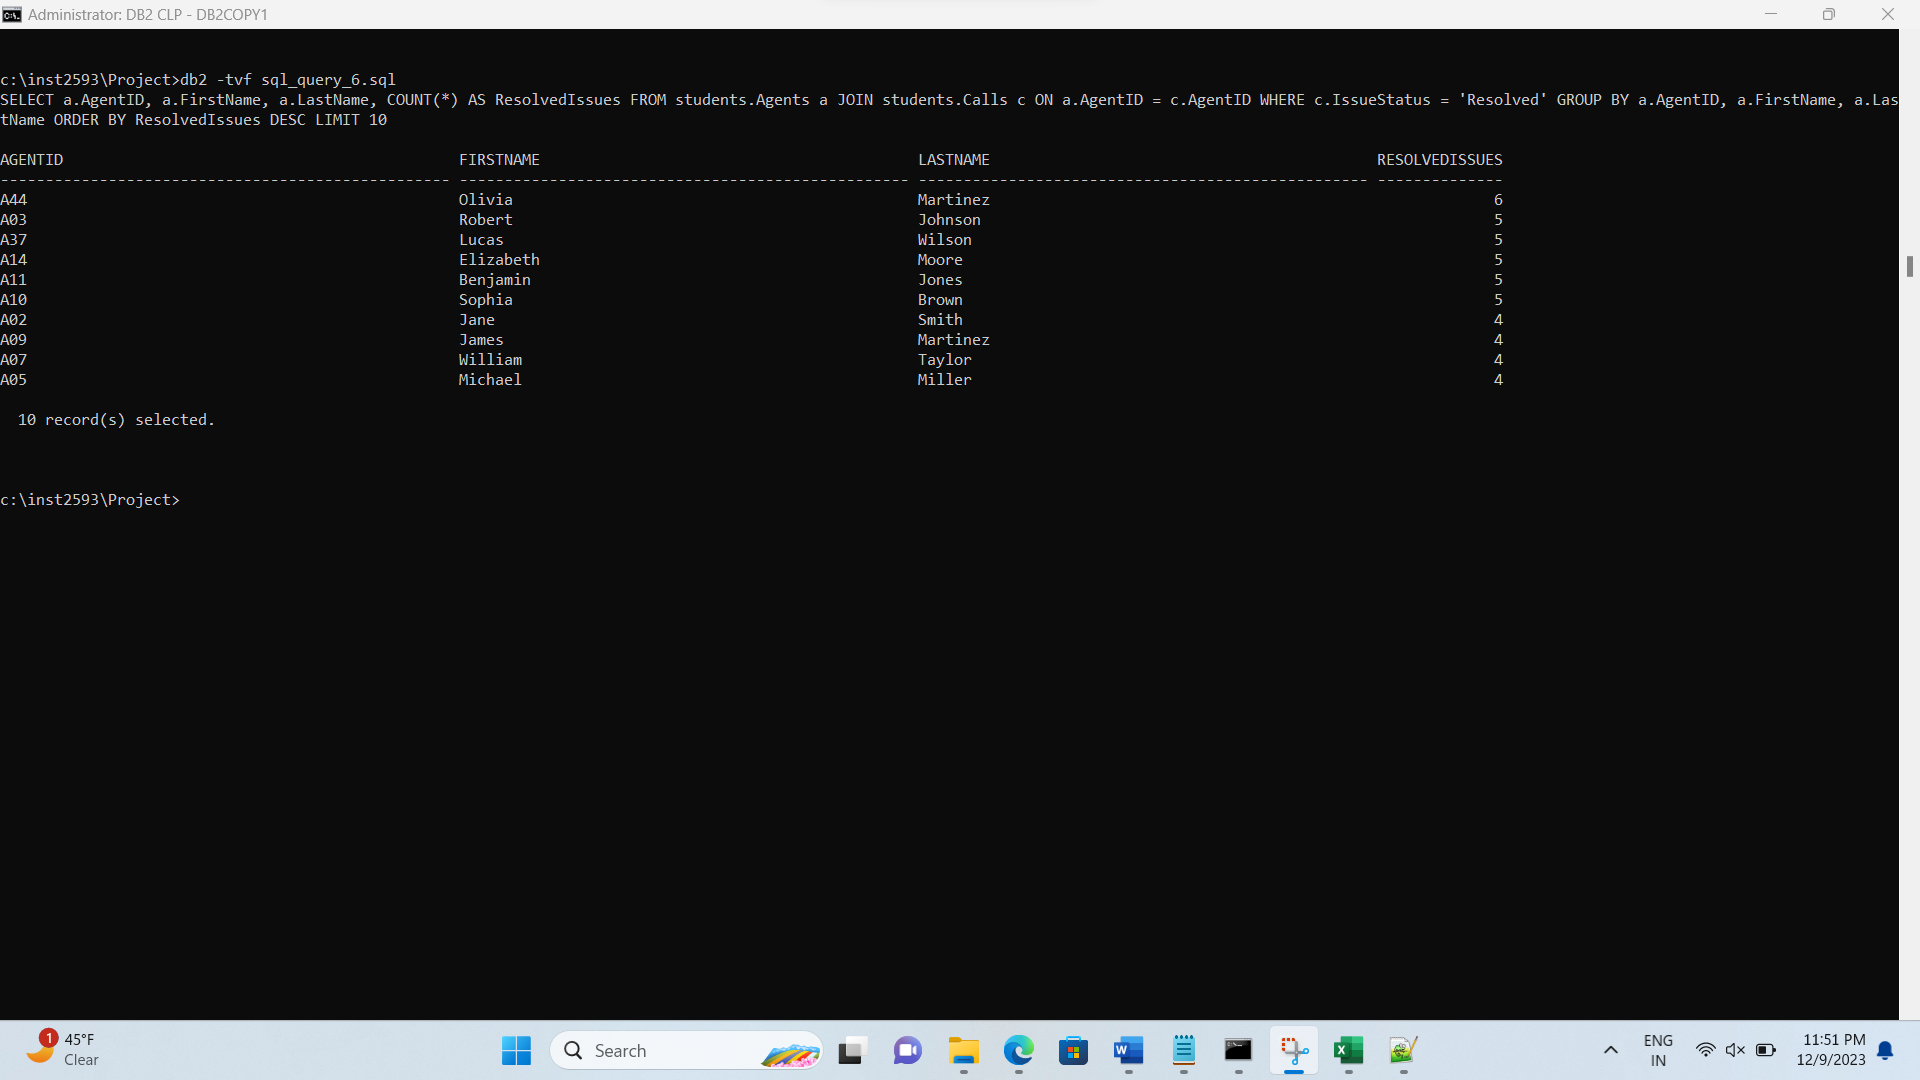 Administrator: DB2 CLP - DB2COPY1
c:\inst2593\Project>db2 -tvf sql_query_6.sql
SELECT a.AgentID, a.FirstName, a.LastName, COUNT(*) AS ResolvedIssues FROM students.Agents a JOIN students.Calls c ON a.AgentID = c.AgentID WHERE c.IssueStatus = 'Resolved' GROUP BY a.AgentID, a.FirstName, a.Las
tName ORDER BY ResolvedIssues DESC LIMIT 10
AGENTID FIRSTNAME LASTNAME RESOLVEDISSUES
-------------------------------------------------- -------------------------------------------------- -------------------------------------------------- --------------
A44 Olivia Martinez 6
A03 Robert Johnson 5
A37 Lucas Wilson 5
A14 Elizabeth Moore 5
A11 Benjamin Jones 5
A10 Sophia Brown 5
A02 Jane Smith 4
A09 James Martinez 4
A07 William Taylor 4
A05 Michael Miller 4
10 record(s) selected.
c:\inst2593\Project>
1 45°F
Clear
Search
ENG
IN
11:51 PM
12/9/2023